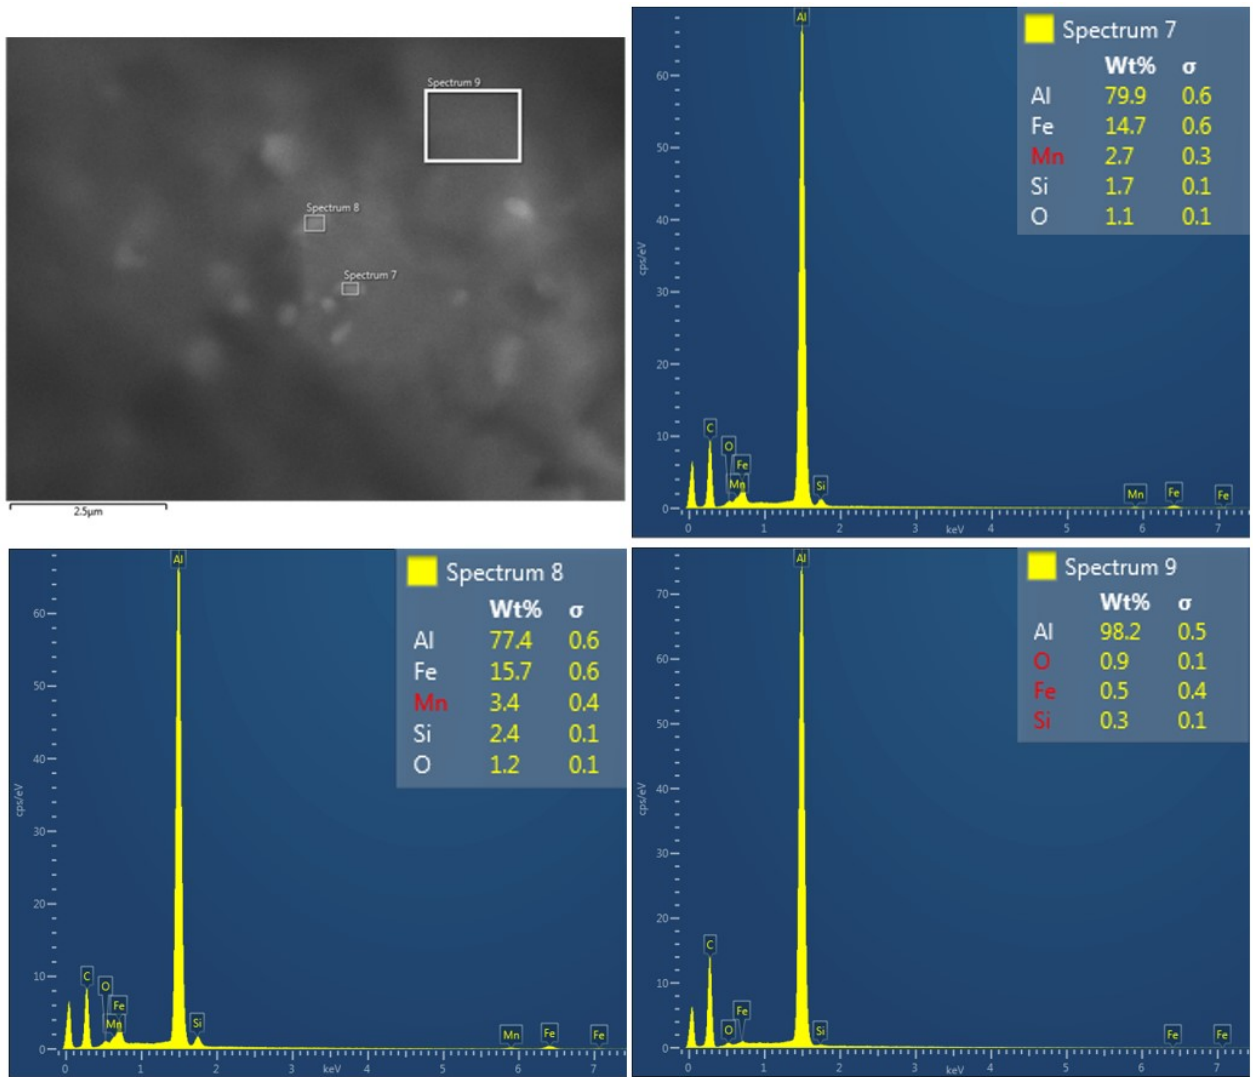 Spectrum 9
Spectrum 8
Spectrum 7
2.5µm
Spectrum 7
Wt% σ
Al 79.9 0.6
Fe 14.7 0.6
Mn 2.7 0.3
Si 1.7 0.1
O 1.1 0.1
Al
60
50
40
cps/eV
30
20
10
C
O
Fe
Mn
Si
Mn
Fe
Fe
0
0 1 2 keV 3 4 5 6 7
Spectrum 8
Wt% σ
Al 77.4 0.6
Fe 15.7 0.6
Mn 3.4 0.4
Si 2.4 0.1
O 1.2 0.1
Al
60
50
40
cps/eV
30
20
10
C
O
Fe
Mn
Si
Mn
Fe
Fe
0
0 1 2 keV 3 4 5 6 7
Spectrum 9
Wt% σ
Al 98.2 0.5
O 0.9 0.1
Fe 0.5 0.4
Si 0.3 0.1
Al
70
60
50
40
cps/eV
30
20
10
C
Fe
O
Si
Fe
Fe
0
0 1 2 3 keV 4 5 6 7